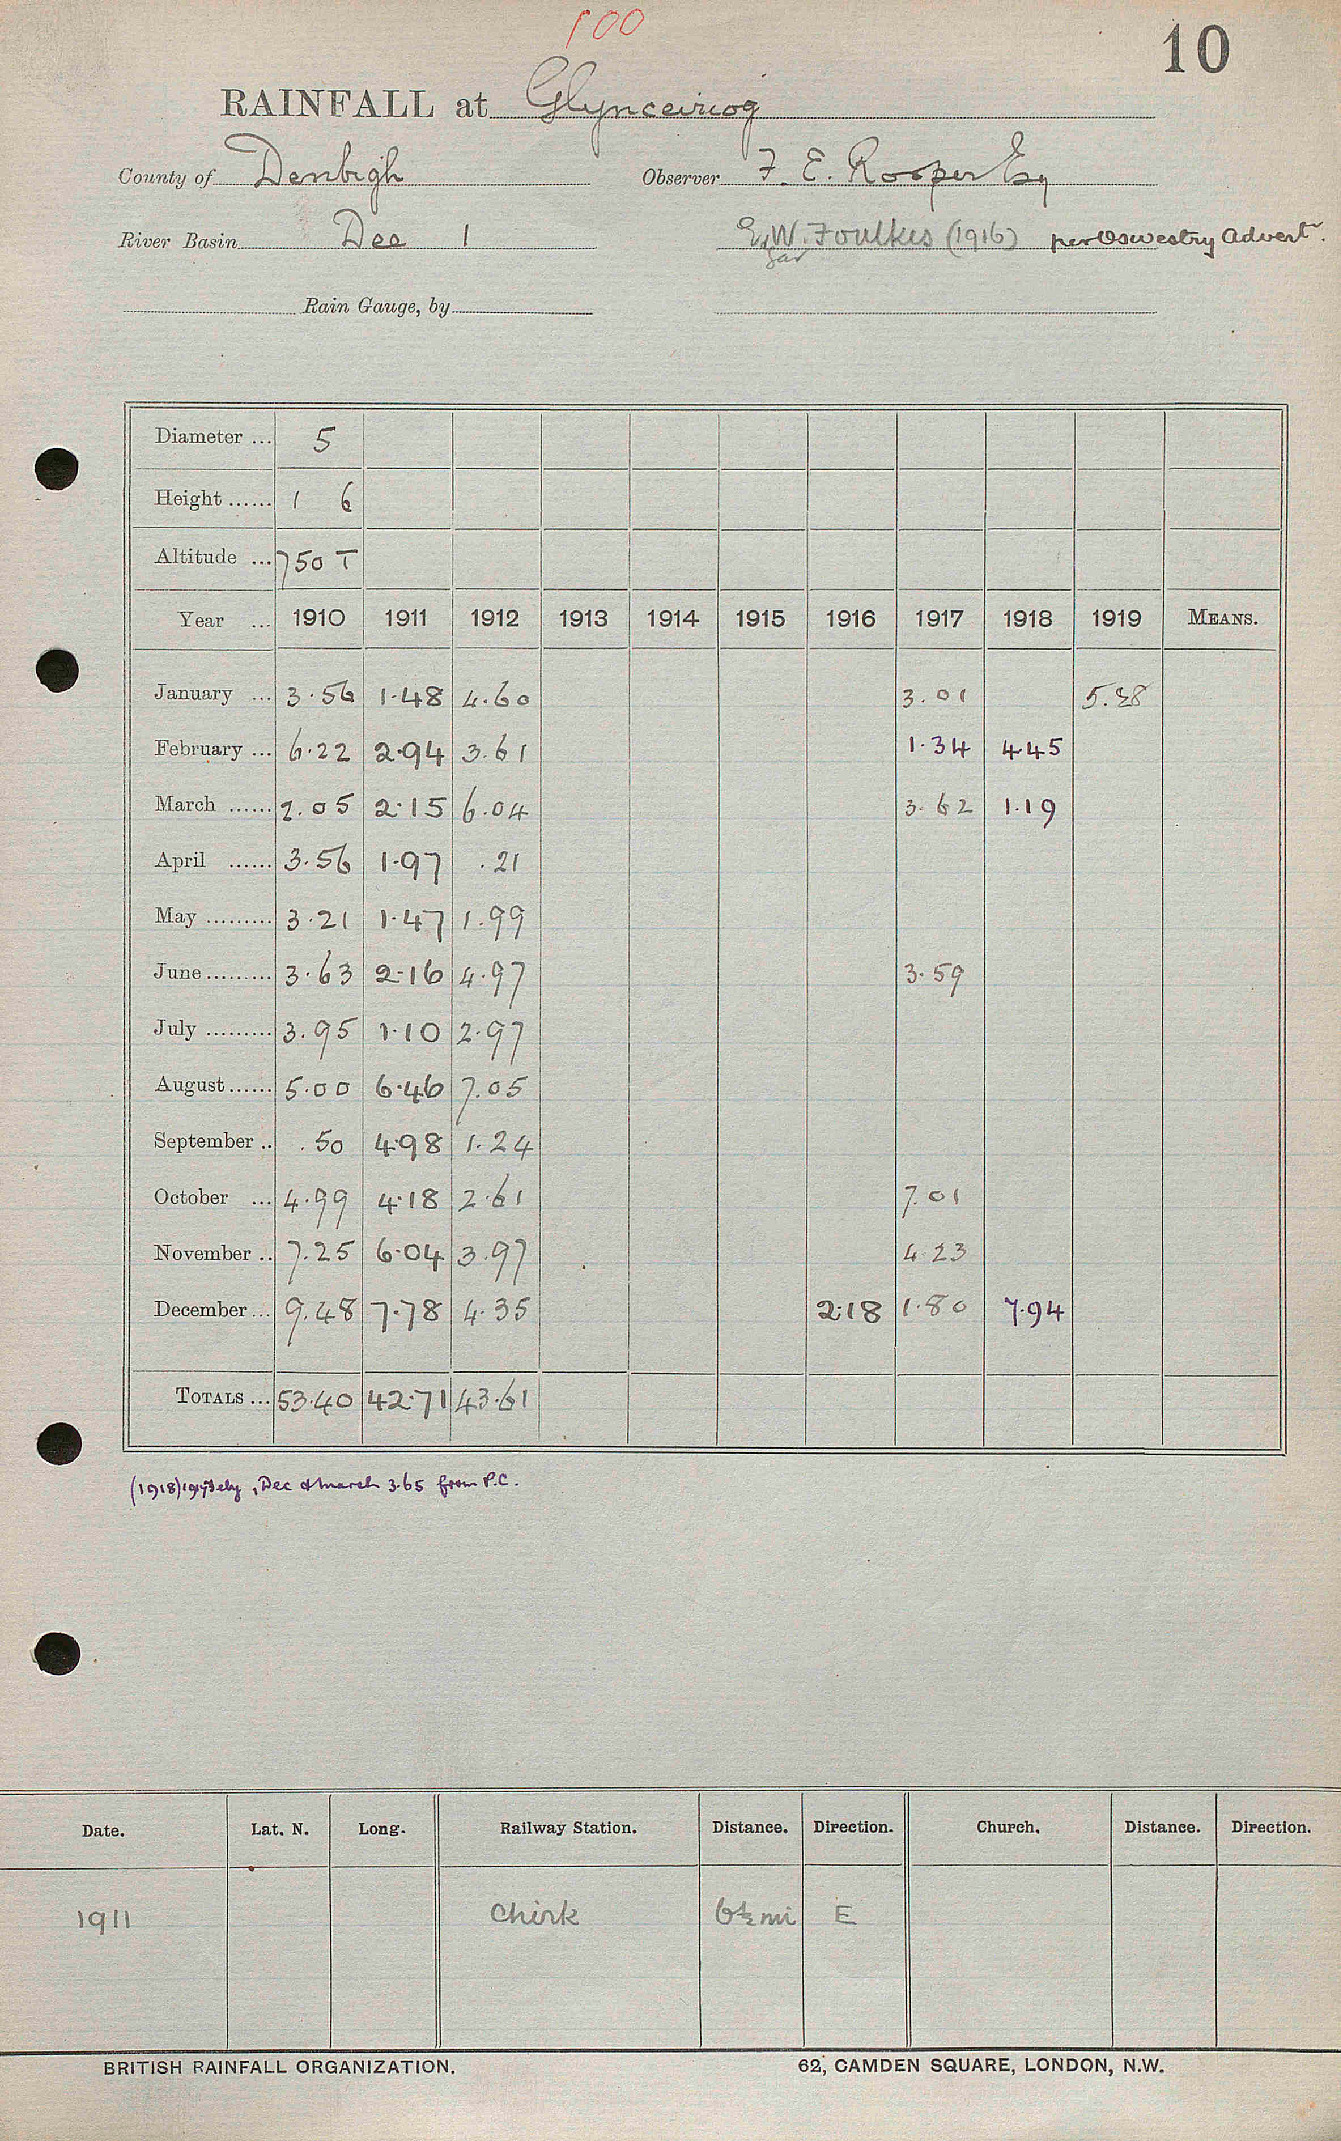 100
10
RAINFALL at Glynceiriog
County of Denbigh Observer F. E. Rooper Esq
River Basin Dee 1 W. Foulkes (1916) per Oswestry Advert.
Rain Gauge, by
Diameter ... 5
Height ...... 1 6
Altitude ... 750 T
Year ... 1910 1911 1912 1913 1914 1915 1916 1917 1918 1919 MEANS.
January ... 3.56 1.48 4.60 3.01
February ... 6.22 2.94 3.61 1.34 4.45
March ...... 2.05 2.15 6.04 3.62 1.19
April ...... 3.56 1.97 .21
May ......... 3.21 1.47 1.99
June ......... 3.63 2.16 4.97 3.59
July ......... 3.95 1.10 2.97
August ...... 5.00 6.46 7.05
September .. .50 4.98 1.24
October ... 4.99 4.18 2.61 7.01
November .. 7.25 6.04 3.97 4.23
December ... 9.48 7.78 4.35 2.18 1.80 7.94
TOTALS ... 53.40 42.71 43.61
(1918) Dec & March 3.65 from P.C.
Date. Lat. N. Long. Railway Station. Distance. Direction. Church. Distance. Direction.
1911 Chirk 6½ mi E
BRITISH RAINFALL ORGANIZATION. 62, CAMDEN SQUARE, LONDON, N.W.